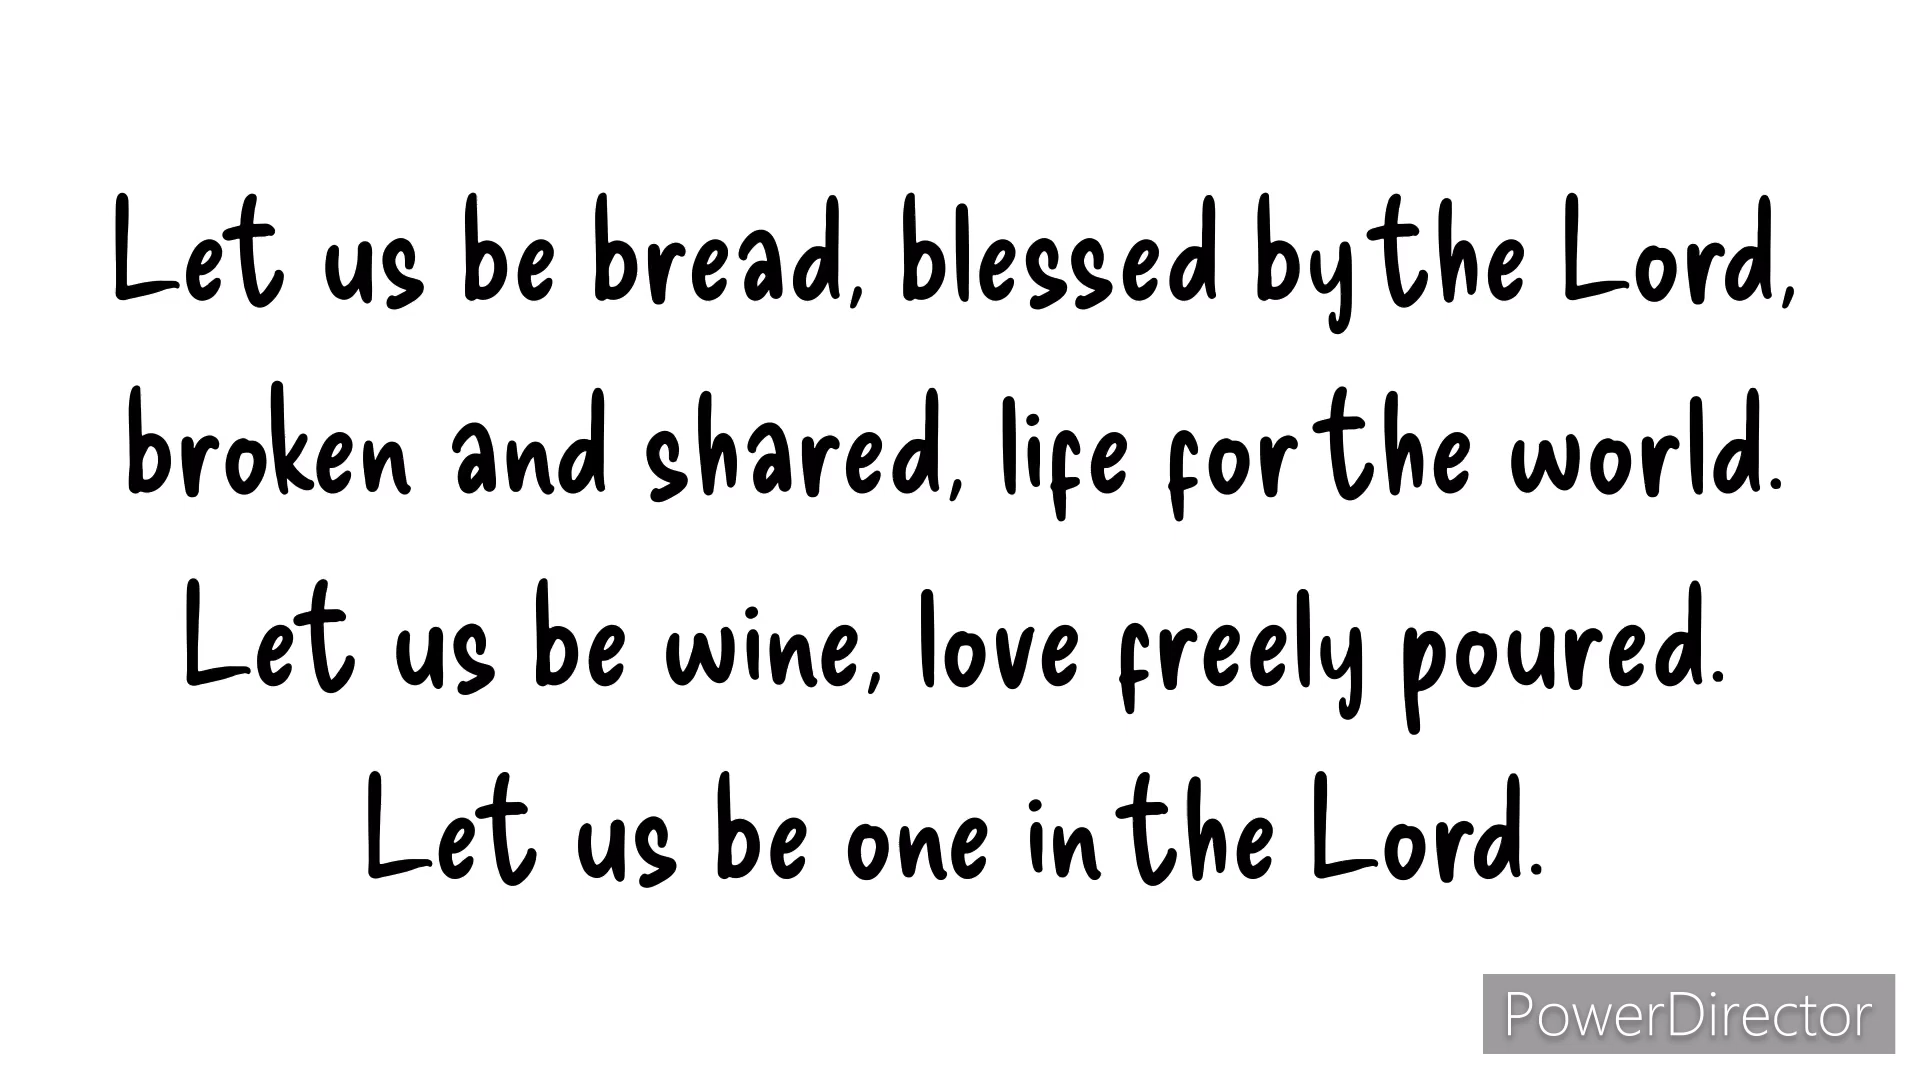 Let us be bread, blessed by the Lord,
broken and shared, life for the world.
Let us be wine, love freely poured.
Let us be one in the Lord.
PowerDirector